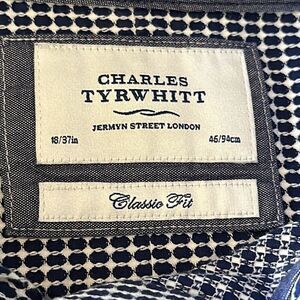 CHARLES
TYRWHITT
JERMYN STREET LONDON
18/37in 46/94cm
Classic Fit